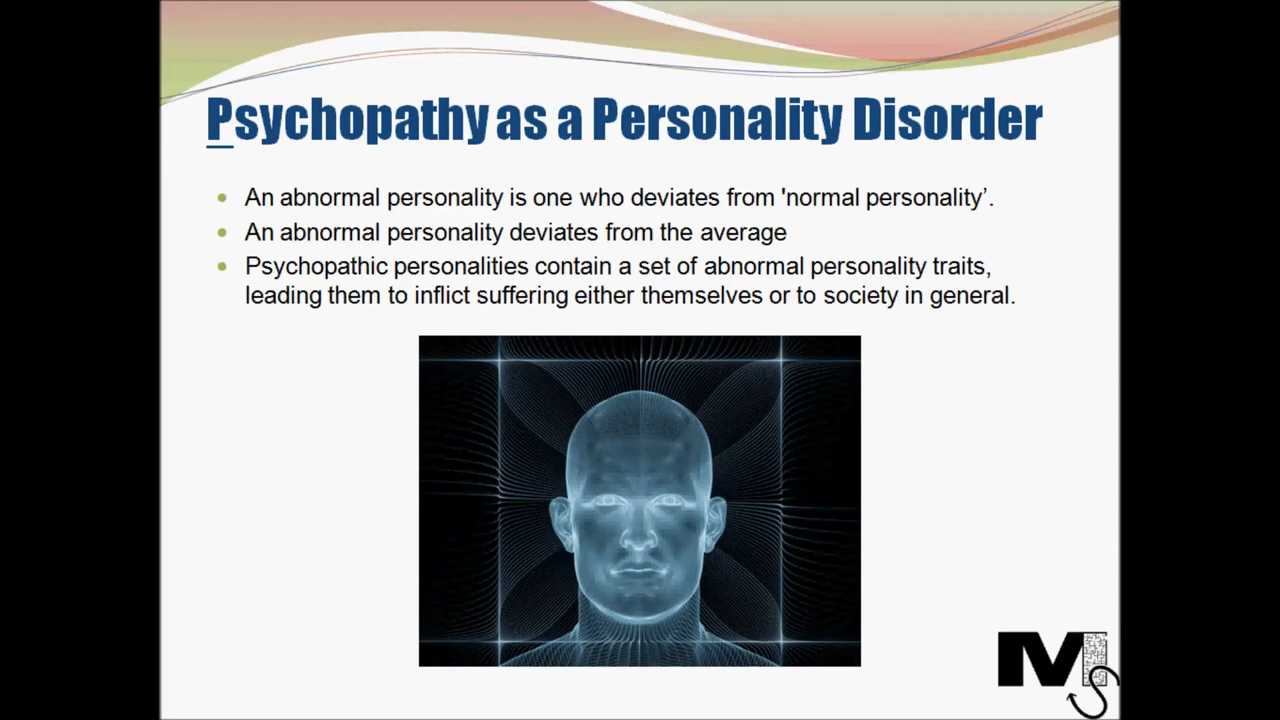 Psychopathy as a Personality Disorder
An abnormal personality is one who deviates from 'normal personality’.
An abnormal personality deviates from the average
Psychopathic personalities contain a set of abnormal personality traits,
leading them to inflict suffering either themselves or to society in general.